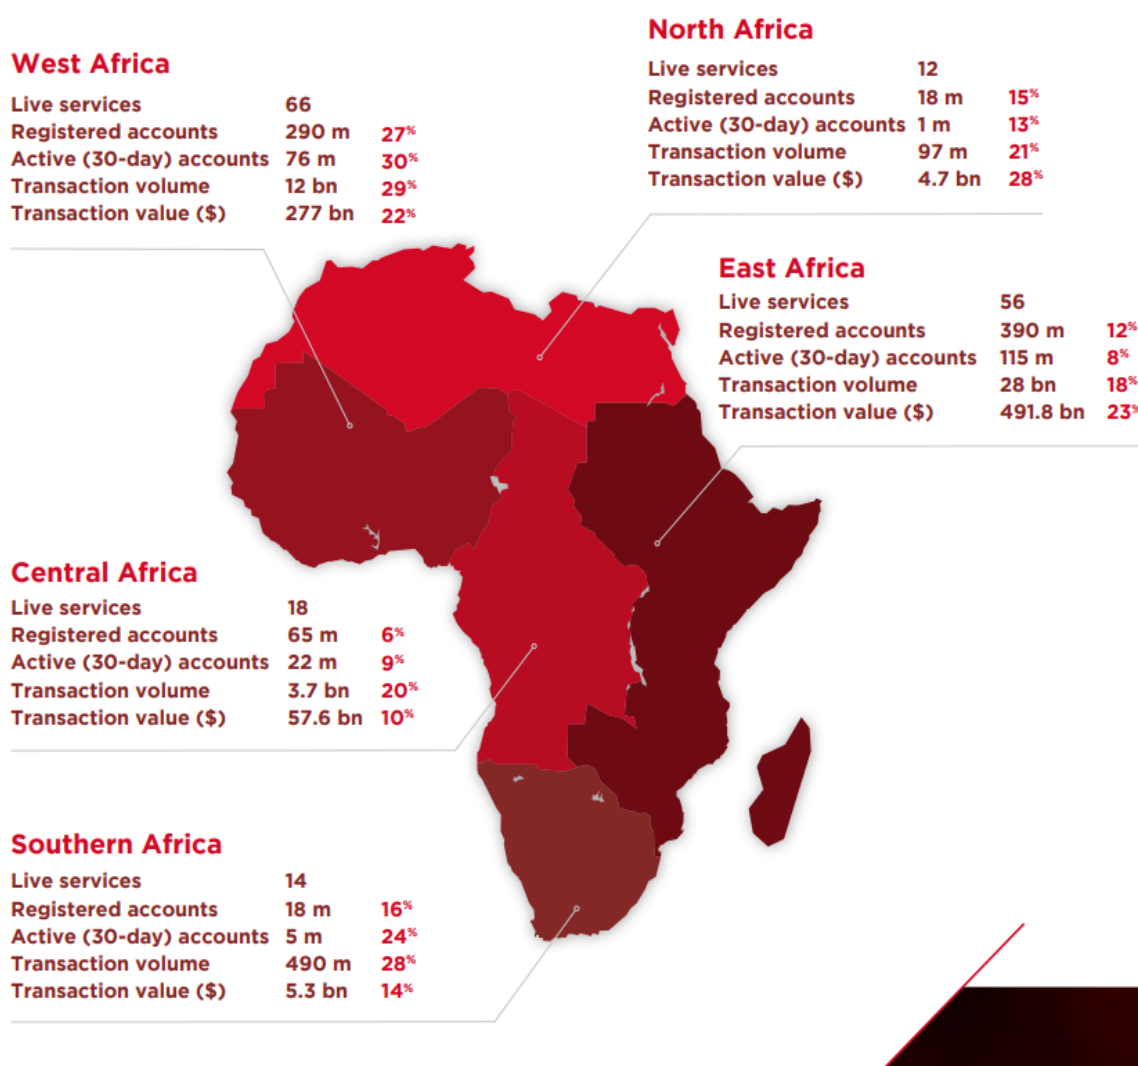 West Africa
Live services 66
Registered accounts 290 m 27%
Active (30-day) accounts 76 m 30%
Transaction volume 12 bn 29%
Transaction value ($) 277 bn 22%
North Africa
Live services 12
Registered accounts 18 m 15%
Active (30-day) accounts 1 m 13%
Transaction volume 97 m 21%
Transaction value ($) 4.7 bn 28%
East Africa
Live services 56
Registered accounts 390 m 12%
Active (30-day) accounts 115 m 8%
Transaction volume 28 bn 18%
Transaction value ($) 491.8 bn 23%
Central Africa
Live services 18
Registered accounts 65 m 6%
Active (30-day) accounts 22 m 9%
Transaction volume 3.7 bn 20%
Transaction value ($) 57.6 bn 10%
Southern Africa
Live services 14
Registered accounts 18 m 16%
Active (30-day) accounts 5 m 24%
Transaction volume 490 m 28%
Transaction value ($) 5.3 bn 14%